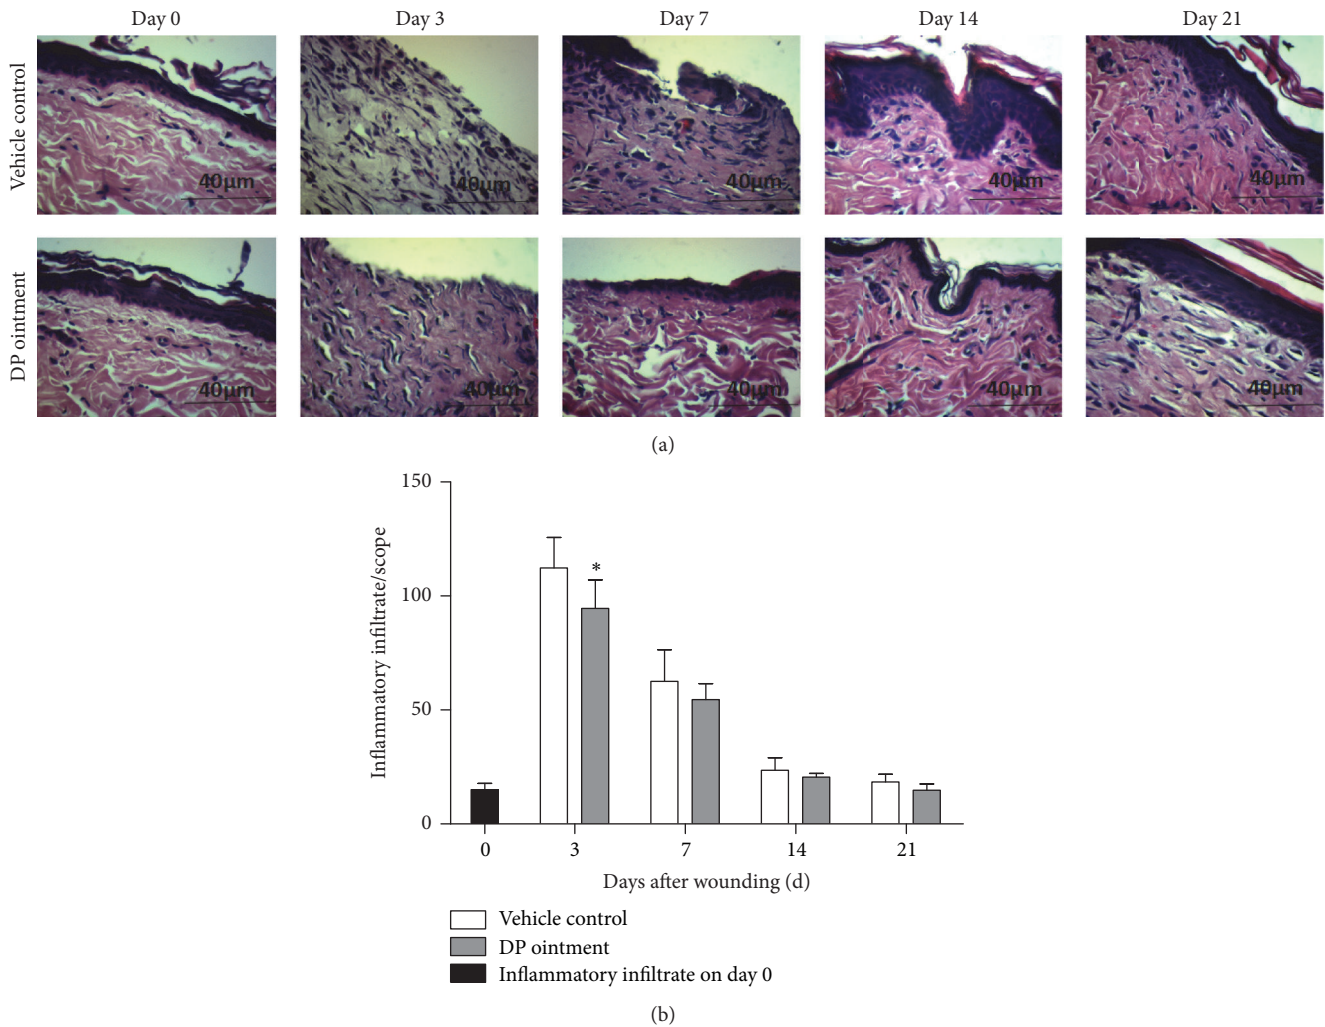 Day 0 Day 3 Day 7 Day 14 Day 21
Vehicle control
40μm 40μm 40μm 40μm 40μm
DP ointment
40μm 40μm 40μm 40μm 40μm
(a)
Inflammatory infiltrate/scope
150
100
50
0
*
0 3 7 14 21
Days after wounding (d)
Vehicle control
DP ointment
Inflammatory infiltrate on day 0
(b)